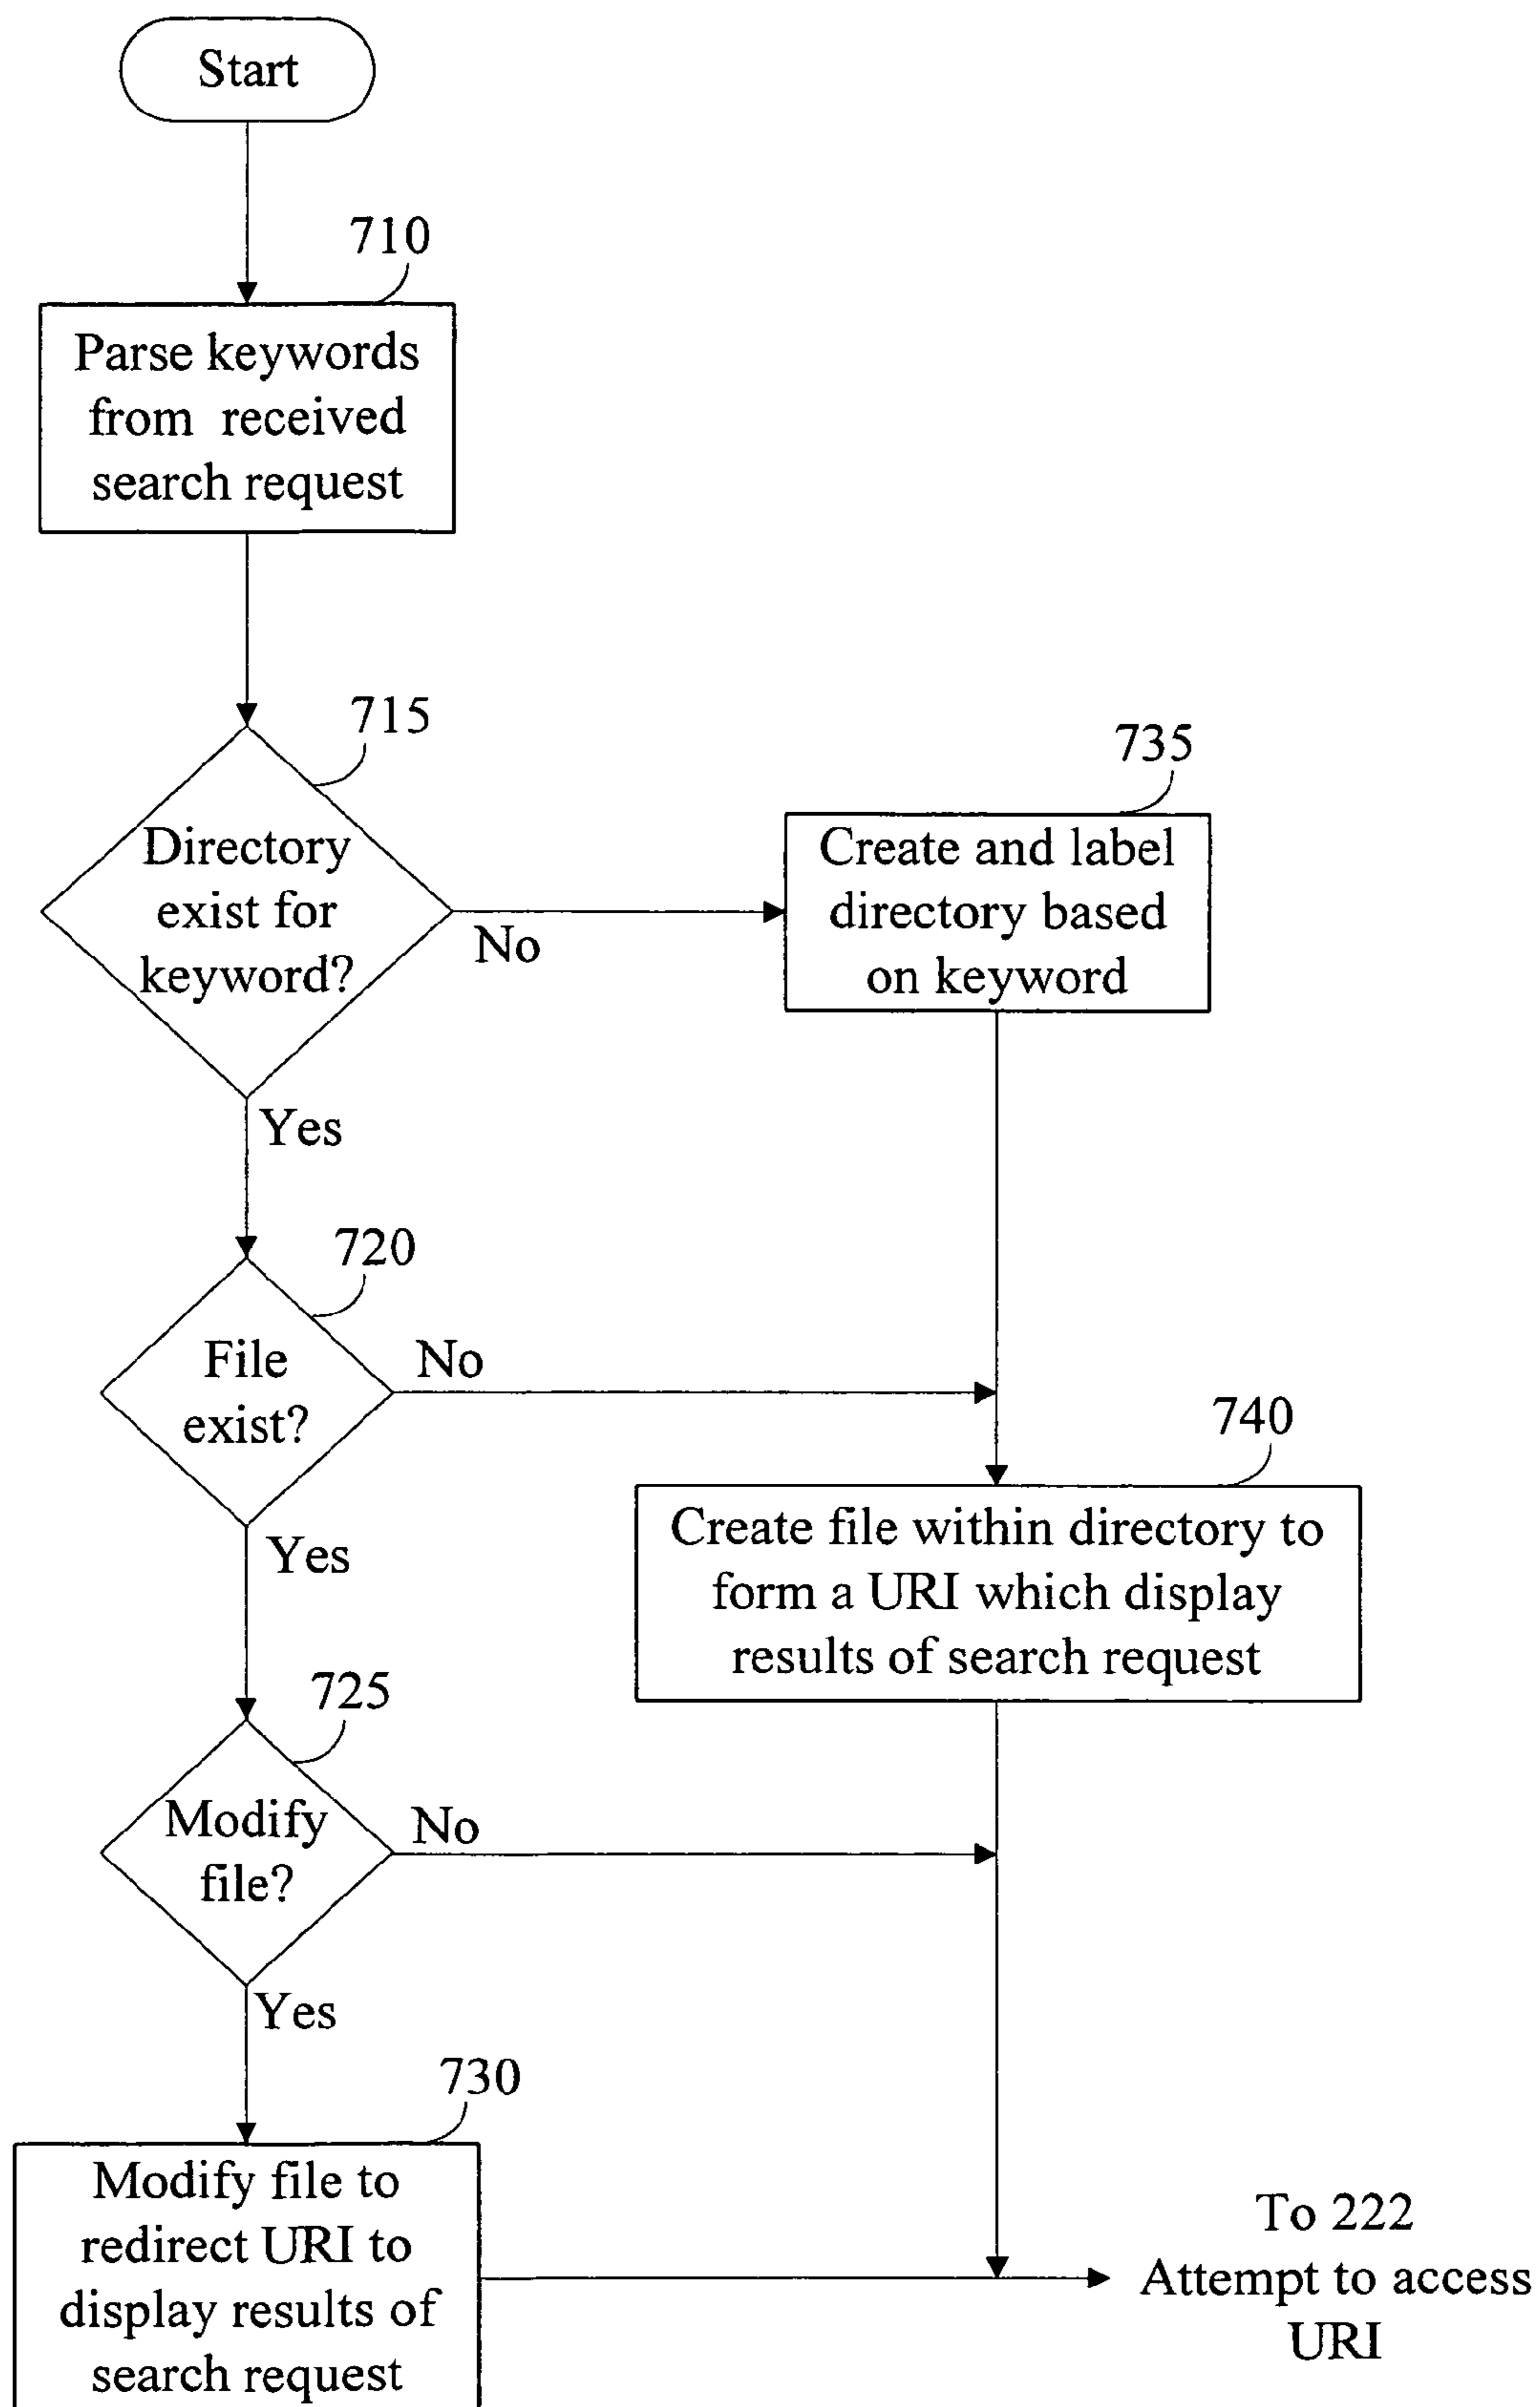 Start
710
Parse keywords
from received
search request
715
Directory
exist for
keyword?
No
Yes
735
Create and label
directory based
on keyword
720
File
exist?
No
Yes
740
Create file within directory to
form a URI which display
results of search request
725
Modify
file?
No
Yes
730
Modify file to
redirect URI to
display results of
search request
To 222
Attempt to access
URI